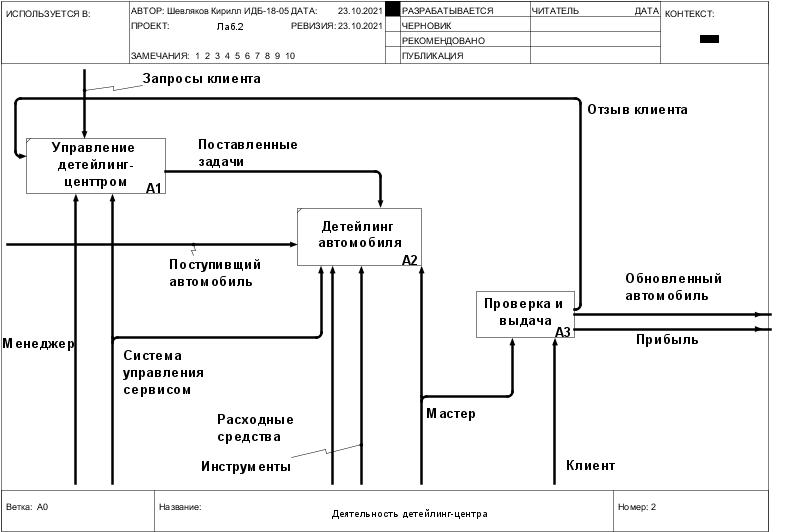 ИСПОЛЬЗУЕТСЯ В:
АВТОР: Шевляков Кирилл ИДБ-18-05 ДАТА: 23.10.2021
РАЗРАБАТЫВАЕТСЯ
ЧИТАТЕЛЬ ДАТА
КОНТЕКСТ:
ПРОЕКТ: Лаб.2 РЕВИЗИЯ: 23.10.2021
ЧЕРНОВИК
РЕКОМЕНДОВАНО
ЗАМЕЧАНИЯ: 1 2 3 4 5 6 7 8 9 10
ПУБЛИКАЦИЯ
Запросы клиента
Отзыв клиента
Управление
детейлинг-
центтром
A1
Поставленные
задачи
Детейлинг
автомобиля
A2
Поступивщий
автомобиль
Обновленный
автомобиль
Проверка и
выдача
A3
Прибыль
Менеджер
Система
управления
сервисом
Расходные
средства
Мастер
Инструменты
Клиент
Ветка: A0
Название:
Деятельность детейлинг-центра
Номер: 2